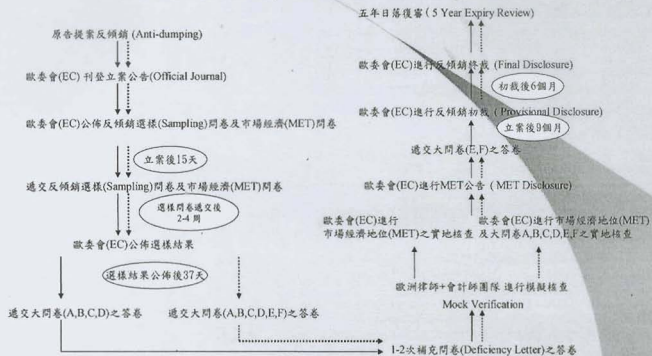 原告提案反傾銷 (Anti-dumping)
歐委會(EC) 刊登立案公告(Official Journal)
歐委會(EC)公佈反傾銷選樣(Sampling)問卷及市場經濟(MET)問卷
立案後15天
遞交反傾銷選樣(Sampling)問卷及市場經濟(MET)問卷
選樣問卷遞交後
2-4 周
歐委會(EC)公佈選樣結果
選樣結果公佈後37天
遞交大問卷(A,B,C,D)之答卷
遞交大問卷(A,B,C,D,E,F)之答卷
1-2次補充問卷(Deficiency Letter)之答卷
Mock Verification
歐洲律師+會計師團隊 進行模擬核查
歐委會(EC)進行
市場經濟地位(MET)之實地核查
歐委會(EC)進行市場經濟地位(MET)
及大問卷A,B,C,D,E,F之實地核查
歐委會(EC)進行MET公告 ( MET Disclosure)
遞交大問卷(E,F)之答卷
立案後9個月
歐委會(EC)進行反傾銷初裁 ( Provisional Disclosure)
初裁後6個月
歐委會(EC)進行反傾銷終裁 (Final Disclosure)
五年日落復審 ( 5 Year Expiry Review)